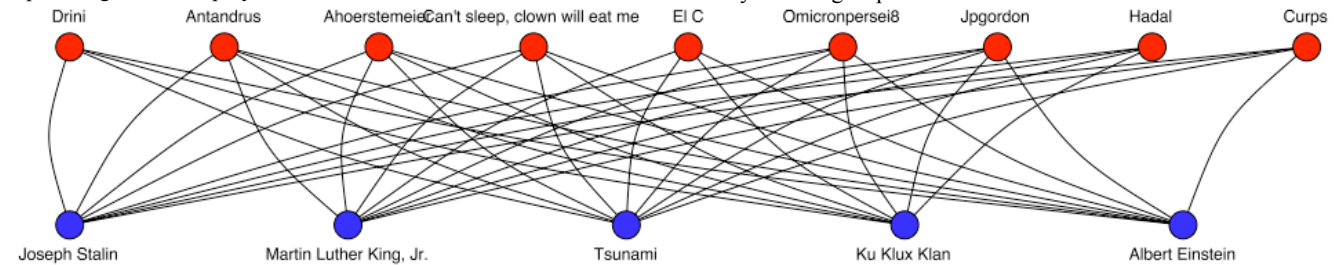 Drini
Antandrus
Ahoerstemeier
Can't sleep, clown will eat me
El C
Omicronpersei8
Jpgordon
Hadal
Curps
Joseph Stalin
Martin Luther King, Jr.
Tsunami
Ku Klux Klan
Albert Einstein